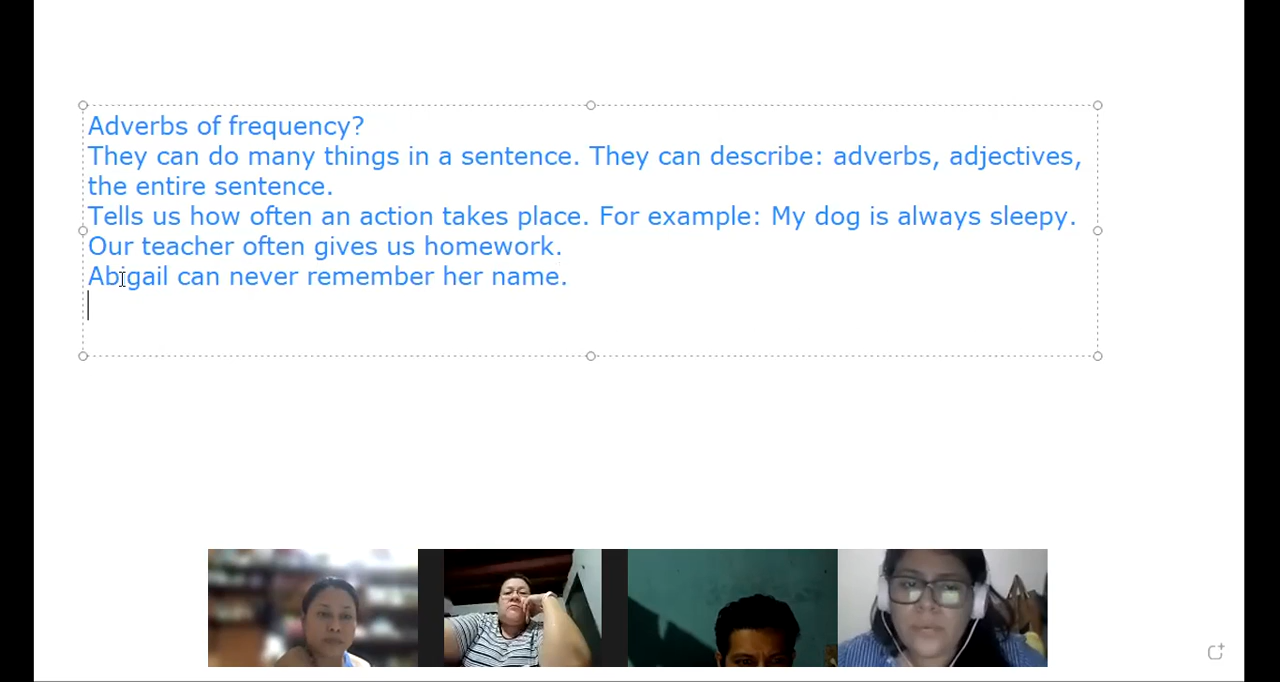 Adverbs of frequency?
They can do many things in a sentence. They can describe: adverbs, adjectives,
the entire sentence.
Tells us how often an action takes place. For example: My dog is always sleepy.
Our teacher often gives us homework.
Abigail can never remember her name.